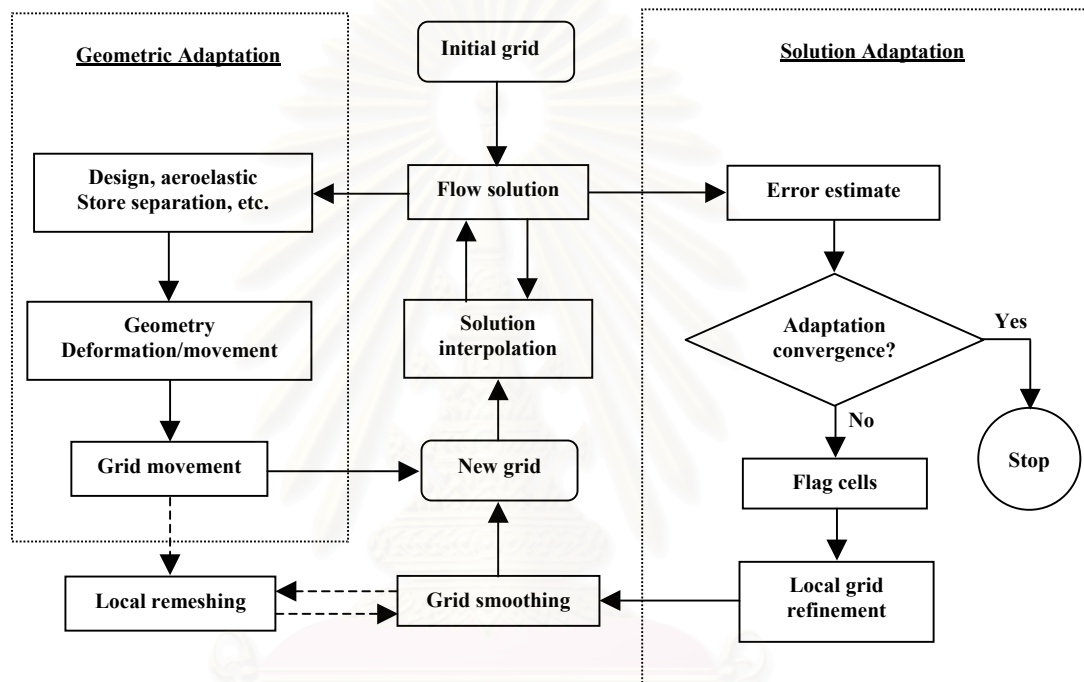 Geometric Adaptation
Initial grid
Solution Adaptation
Design, aeroelastic
Store separation, etc.
Flow solution
Error estimate
Geometry
Deformation/movement
Solution
interpolation
Adaptation
convergence?
Yes
No
Grid movement
New grid
Flag cells
Stop
Local remeshing
Grid smoothing
Local grid
refinement